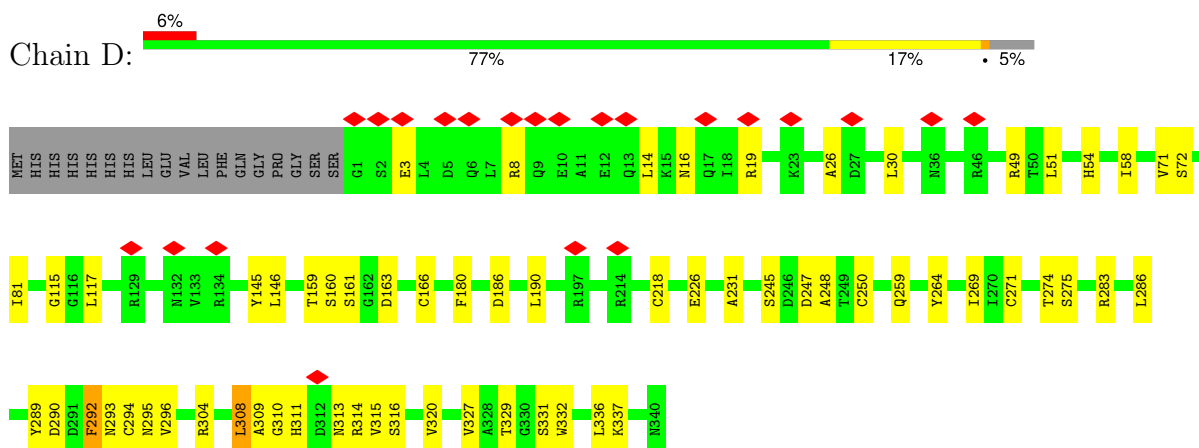 6%
Chain D:
77% 17% • 5%
MET HIS HIS HIS HIS HIS HIS LEU GLU VAL LEU PHE GLN GLY PRO GLY SER SER G1 S2 E3 L4 D5 Q6 L7 R8 Q9 E10 A11 E12 Q13 L14 K15 N16 Q17 I18 R19 K23 A26 D27 L30 N36 R46 R49 T50 L51 H54 I58 V71 S72
I81 G115 G116 L117 R129 N132 V133 R134 Y145 L146 T159 S160 S161 G162 D163 C166 F180 D186 L190 R197 R214 C218 E226 A231 S245 D246 D247 A248 T249 C250 Q259 Y264 I269 I270 C271 T274 S275 R283 L286
Y289 D290 D291 F292 N293 C294 N295 V296 R304 L308 A309 G310 H311 D312 N313 R314 V315 S316 V320 V327 A328 T329 G330 S331 W332 L336 K337 N340